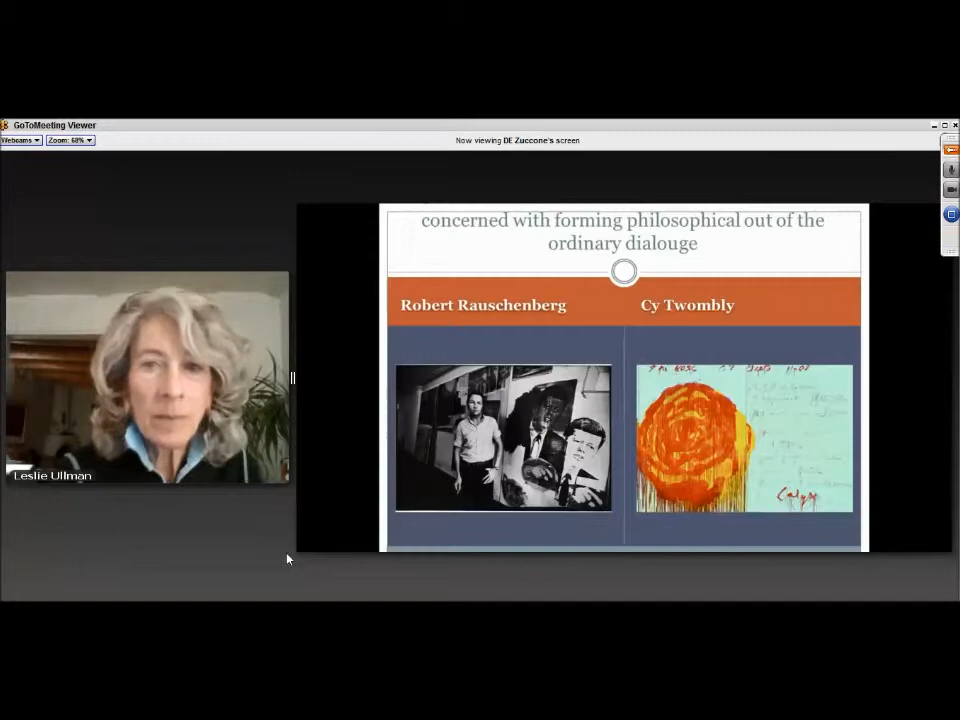 GoToMeeting Viewer
Webcams
Zoom: 68%
Now viewing DE Zuccone's screen
concerned with forming philosophical out of the
ordinary dialouge
Robert Rauschenberg
Cy Twombly
Leslie Ullman